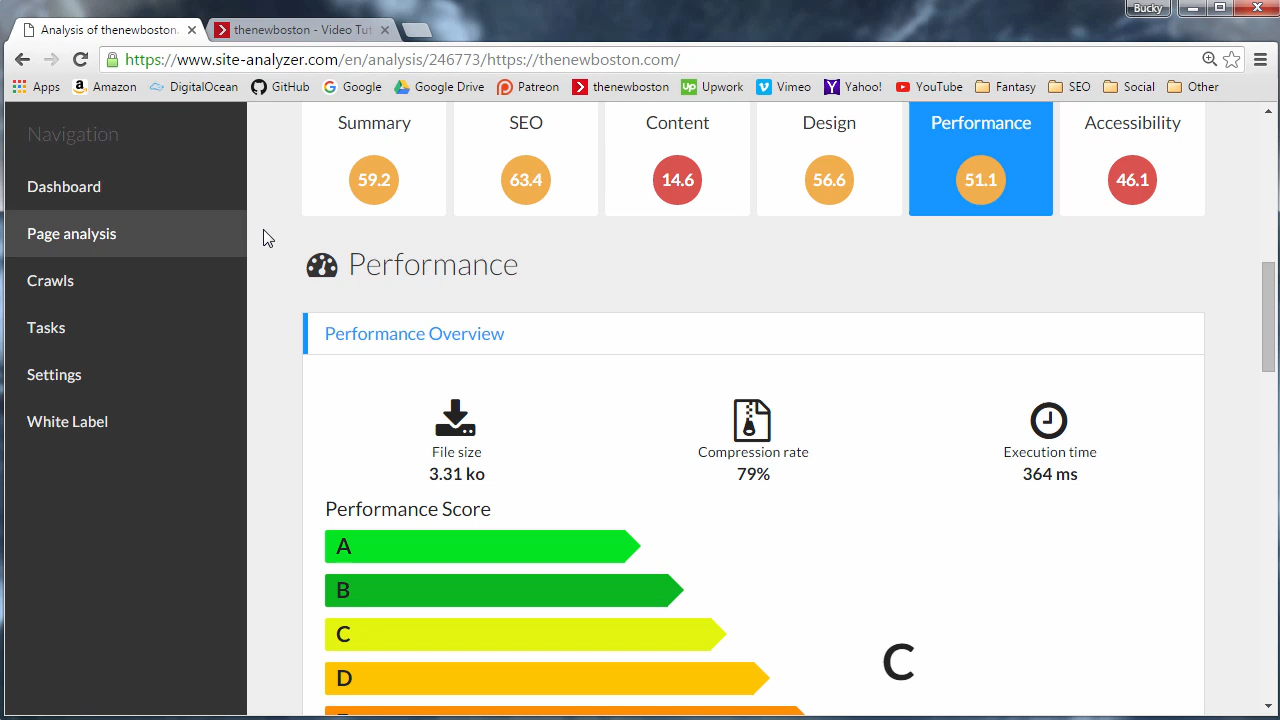 Bucky
Analysis of thenewboston.
thenewboston - Video Tut
https://www.site-analyzer.com/en/analysis/246773/https://thenewboston.com/
Apps Amazon DigitalOcean GitHub Google Google Drive Patreon thenewboston Upwork Vimeo Yahoo! YouTube Fantasy SEO Social Other
Navigation
Dashboard
Page analysis
Crawls
Tasks
Settings
White Label
Summary SEO Content Design Performance Accessibility
59.2 63.4 14.6 56.6 51.1 46.1
Performance
Performance Overview
File size Compression rate Execution time
3.31 ko 79% 364 ms
Performance Score
A
B
C
D
C